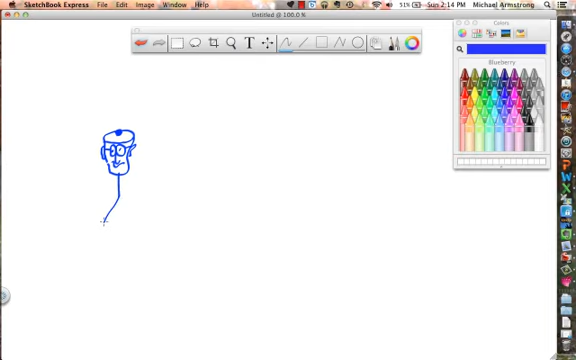 SketchBook Express File Edit Image Window Help 51% Sun 2:14 PM Michael Armstrong
Untitled @ 100.0 %
Colors
T
Blueberry